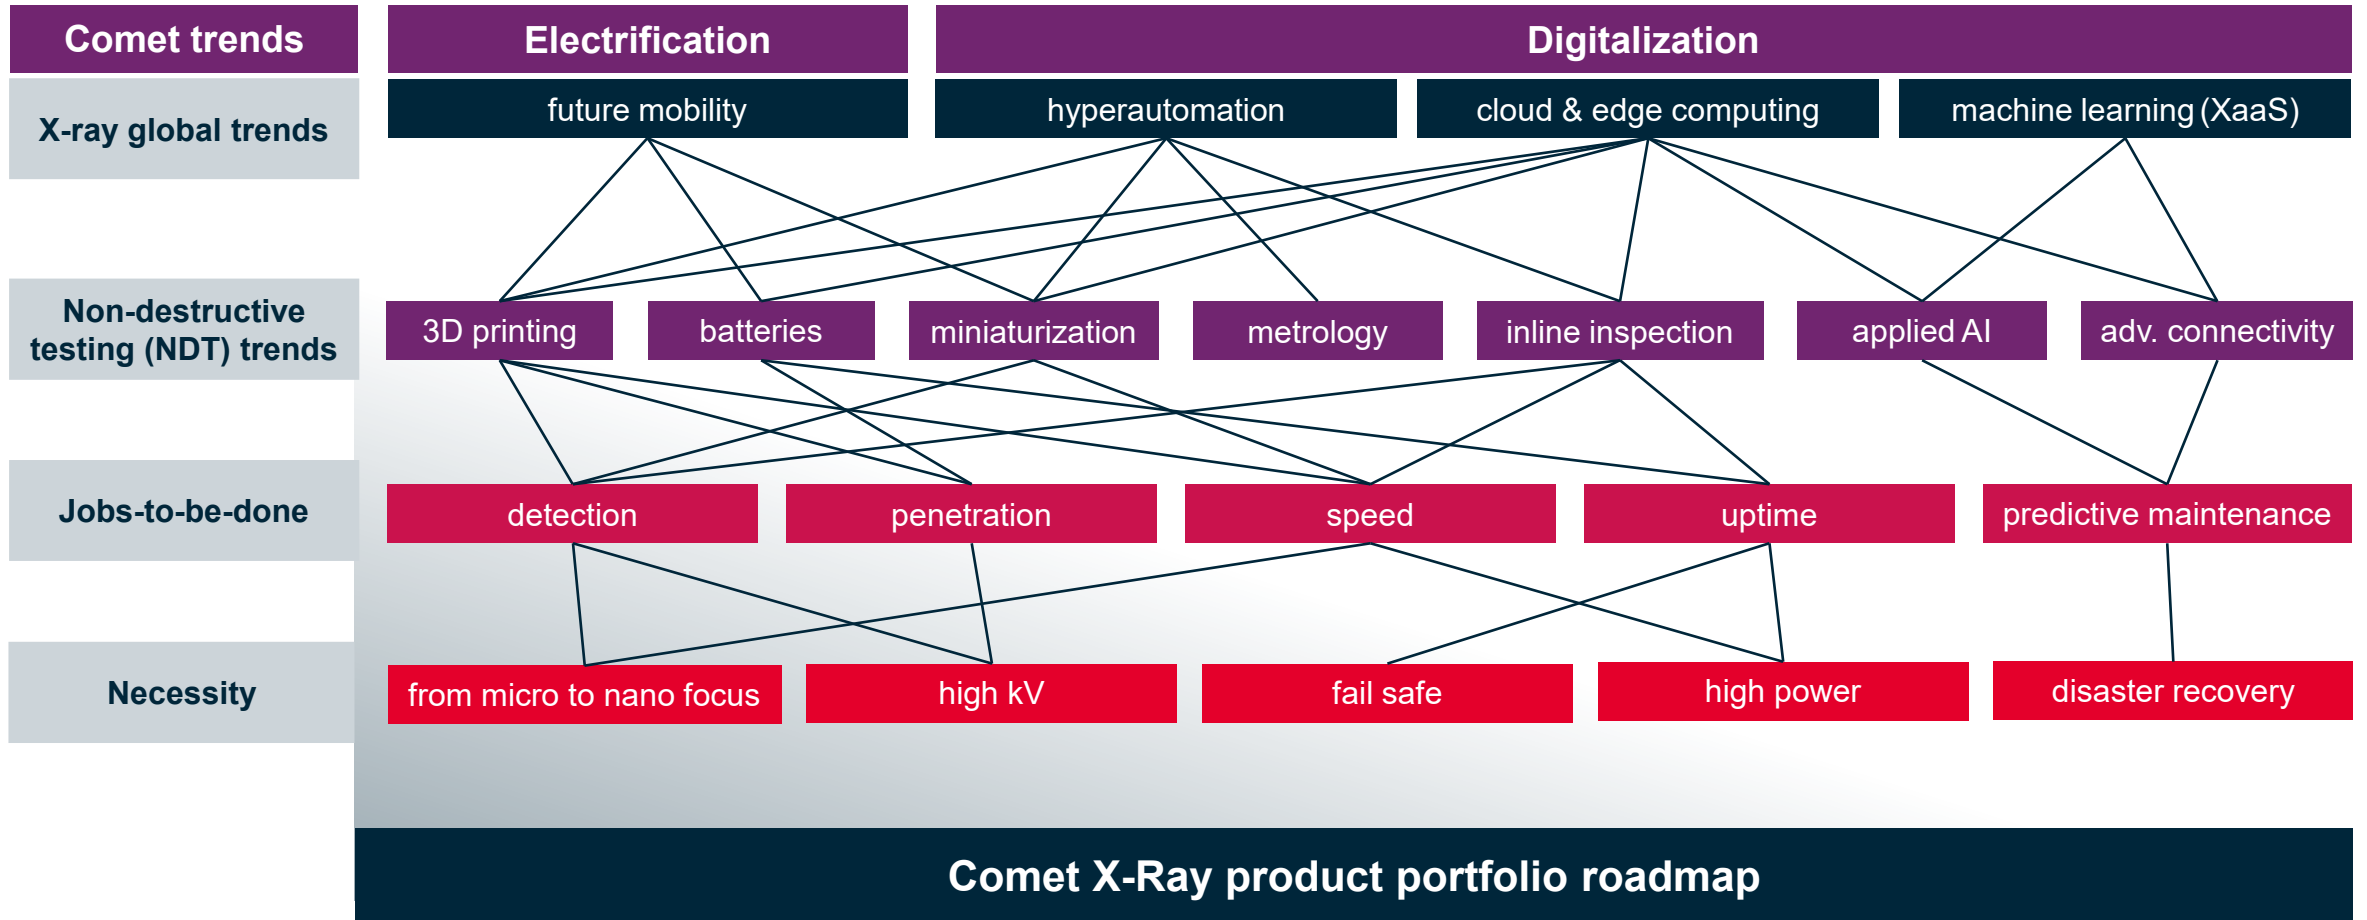 Comet trends
Electrification
Digitalization
X-ray global trends
future mobility
hyperautomation
cloud & edge computing
machine learning (XaaS)
Non-destructive
testing (NDT) trends
3D printing
batteries
miniaturization
metrology
inline inspection
applied AI
adv. connectivity
Jobs-to-be-done
detection
penetration
speed
uptime
predictive maintenance
Necessity
from micro to nano focus
high kV
fail safe
high power
disaster recovery
Comet X-Ray product portfolio roadmap